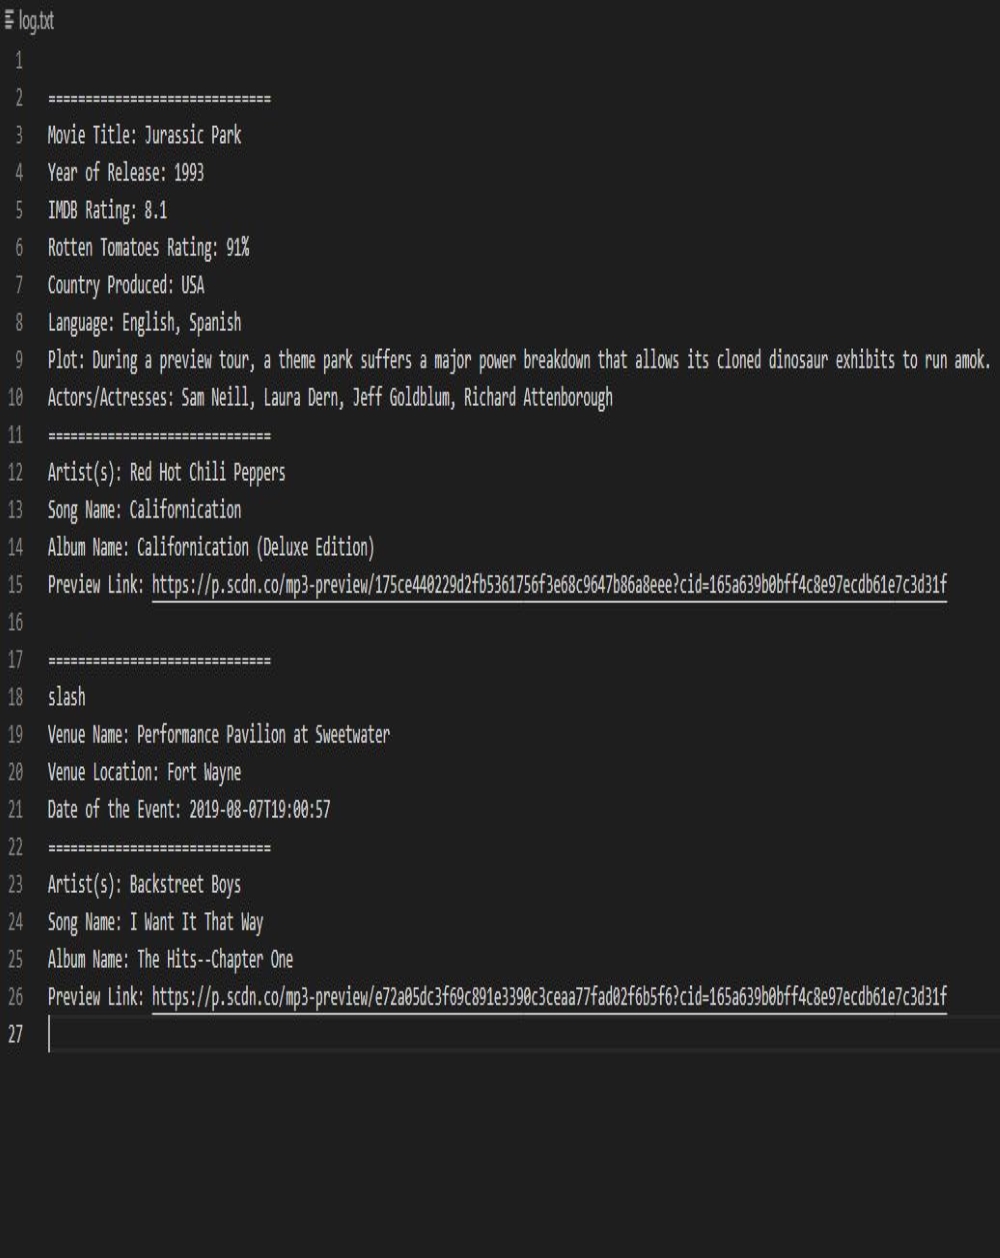 log.txt
1
2 ==============================
3 Movie Title: Jurassic Park
4 Year of Release: 1993
5 IMDB Rating: 8.1
6 Rotten Tomatoes Rating: 91%
7 Country Produced: USA
8 Language: English, Spanish
9 Plot: During a preview tour, a theme park suffers a major power breakdown that allows its cloned dinosaur exhibits to run amok.
10 Actors/Actresses: Sam Neill, Laura Dern, Jeff Goldblum, Richard Attenborough
11 ==============================
12 Artist(s): Red Hot Chili Peppers
13 Song Name: Californication
14 Album Name: Californication (Deluxe Edition)
15 Preview Link: https://p.scdn.co/mp3-preview/175ce440229d2fb5361756f3e68c9647b86a8eee?cid=165a639b0bff4c8e97ecdb61e7c3d31f
16
17 ==============================
18 slash
19 Venue Name: Performance Pavilion at Sweetwater
20 Venue Location: Fort Wayne
21 Date of the Event: 2019-08-07T19:00:57
22 ==============================
23 Artist(s): Backstreet Boys
24 Song Name: I Want It That Way
25 Album Name: The Hits--Chapter One
26 Preview Link: https://p.scdn.co/mp3-preview/e72a05dc3f69c891e3390c3ceaa77fad02f6b5f6?cid=165a639b0bff4c8e97ecdb61e7c3d31f
27